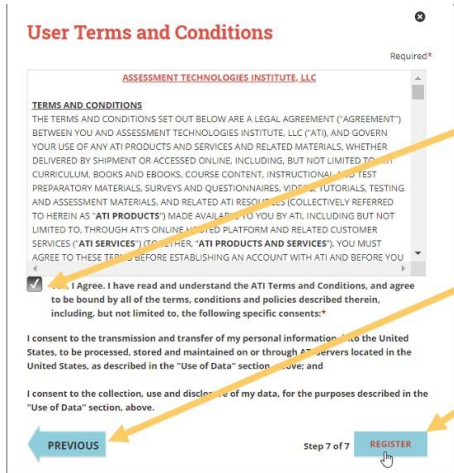 User Terms and Conditions
Required*
ASSESSMENT TECHNOLOGIES INSTITUTE, LLC
TERMS AND CONDITIONS
THE TERMS AND CONDITIONS SET OUT BELOW ARE A LEGAL AGREEMENT ("AGREEMENT")
BETWEEN YOU AND ASSESSMENT TECHNOLOGIES INSTITUTE, LLC ("ATI), AND GOVERN
YOUR USE OF ANY ATI PRODUCTS AND SERVICES AND RELATED MATERIALS, WHETHER
DELIVERED BY SHIPMENT OR ACCESSED ONLINE, INCLUDING, BUT NOT LIMITED TO, ATI
CURRICULUM, BOOKS AND EBOOKS, COURSE CONTENT, INSTRUCTIONAL AND TEST
PREPARATORY MATERIALS, SURVEYS AND QUESTIONNAIRES, VIDEOS, TUTORIALS, TESTING
AND ASSESSMENT MATERIALS, AND RELATED ATI RESOURCES (COLLECTIVELY REFERRED
TO HEREIN AS "ATI PRODUCTS") MADE AVAILABLE TO YOU BY ATI, INCLUDING BUT NOT
LIMITED TO, THROUGH ATI'S ONLINE HOSTED PLATFORM AND RELATED CUSTOMER
SERVICES ("ATI SERVICES") (TOGETHER, "ATI PRODUCTS AND SERVICES"). YOU MUST
AGREE TO THESE TERMS BEFORE ESTABLISHING AN ACCOUNT WITH ATI AND BEFORE YOU
Yes, I Agree. I have read and understand the ATI Terms and Conditions, and agree
to be bound by all of the terms, conditions and policies described therein,
including, but not limited to, the following specific consents:*
I consent to the transmission and transfer of my personal information into the United
States, to be processed, stored and maintained on or through ATI servers located in the
United States, as described in the "Use of Data" section, above; and
I consent to the collection, use and disclosure of my data, for the purposes described in the
"Use of Data" section, above.
PREVIOUS
Step 7 of 7
REGISTER